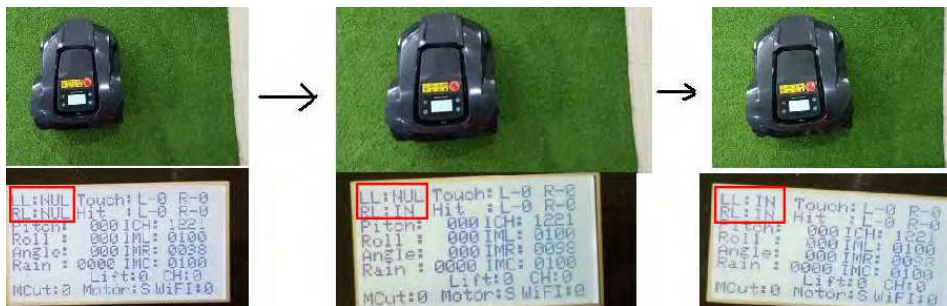 LL:NUL Touch:L-0 R-0
RL:NUL Hit :L-0 R-0
Pitch: 000 ICH: 1221
Roll : 000 IML: 0100
Angle: 000 IMR: 0098
Rain : 0000 IMC: 0100
Lift:0 CH:0
MCut:0 Motor:S WiFI:0
LL:NUL Touch:L-0 R-0
RL:IN Hit :L-0 R-0
Pitch: 000 ICH: 1221
Roll : 000 IML: 0100
Angle: 000 IMR: 0098
Rain : 0000 IMC: 0100
Lift:0 CH:0
MCut:0 Motor:S WiFI:0
LL:IN Touch:L-0 R-0
RL:IN Hit :L-0 R-0
Pitch: 000 ICH: 1221
Roll : 000 IML: 0100
Angle: 000 IMR:
Rain : 0000 IMC: 0100
Lift:0 CH:0
MCut:0 Motor:S WiFI:0